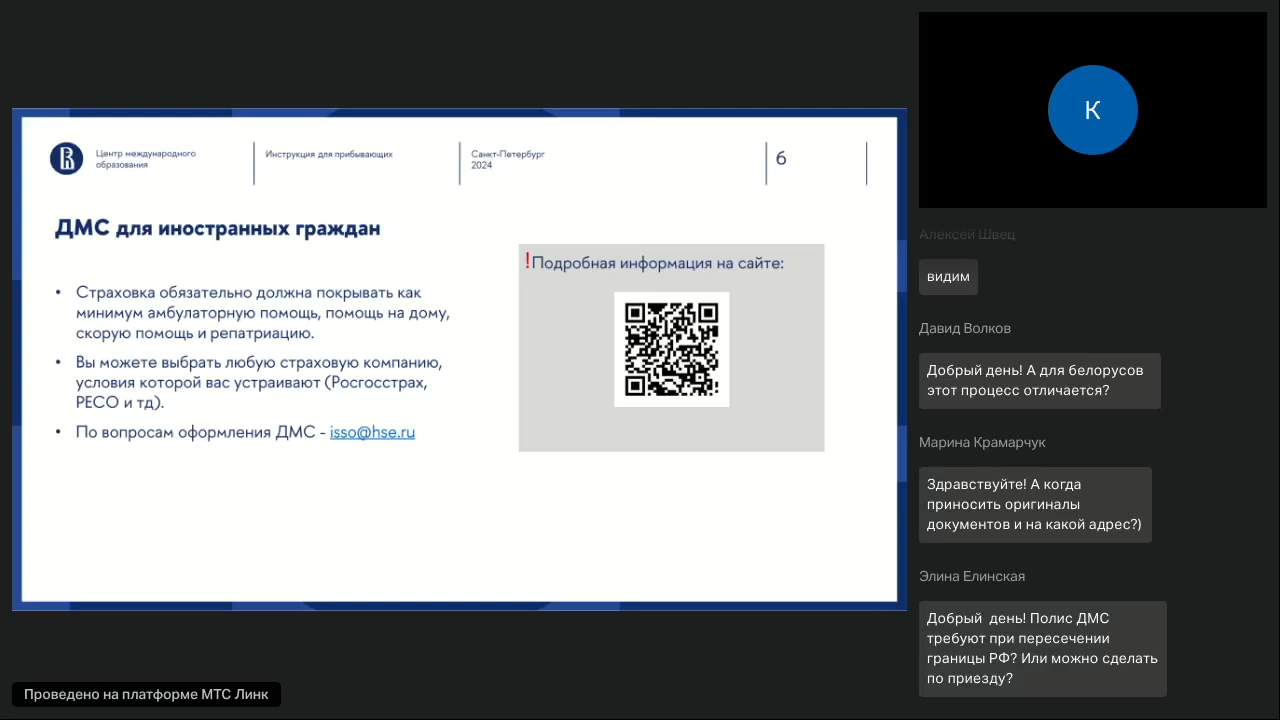 Центр международного
образования
Инструкция для прибывающих
Санкт-Петербург
2024
6
ДМС для иностранных граждан
• Страховка обязательно должна покрывать как
минимум амбулаторную помощь, помощь на дому,
скорую помощь и репатриацию.
• Вы можете выбрать любую страховую компанию,
условия которой вас устраивают (Росгосстрах,
РЕСО и тд).
• По вопросам оформления ДМС - isso@hse.ru
!Подробная информация на сайте:
К
Алексей Швец
видим
Давид Волков
Добрый день! А для белорусов
этот процесс отличается?
Марина Крамарчук
Здравствуйте! А когда
приносить оригиналы
документов и на какой адрес?)
Элина Елинская
Добрый  день! Полис ДМС
требуют при пересечении
границы РФ? Или можно сделать
по приезду?
Проведено на платформе МТС Линк